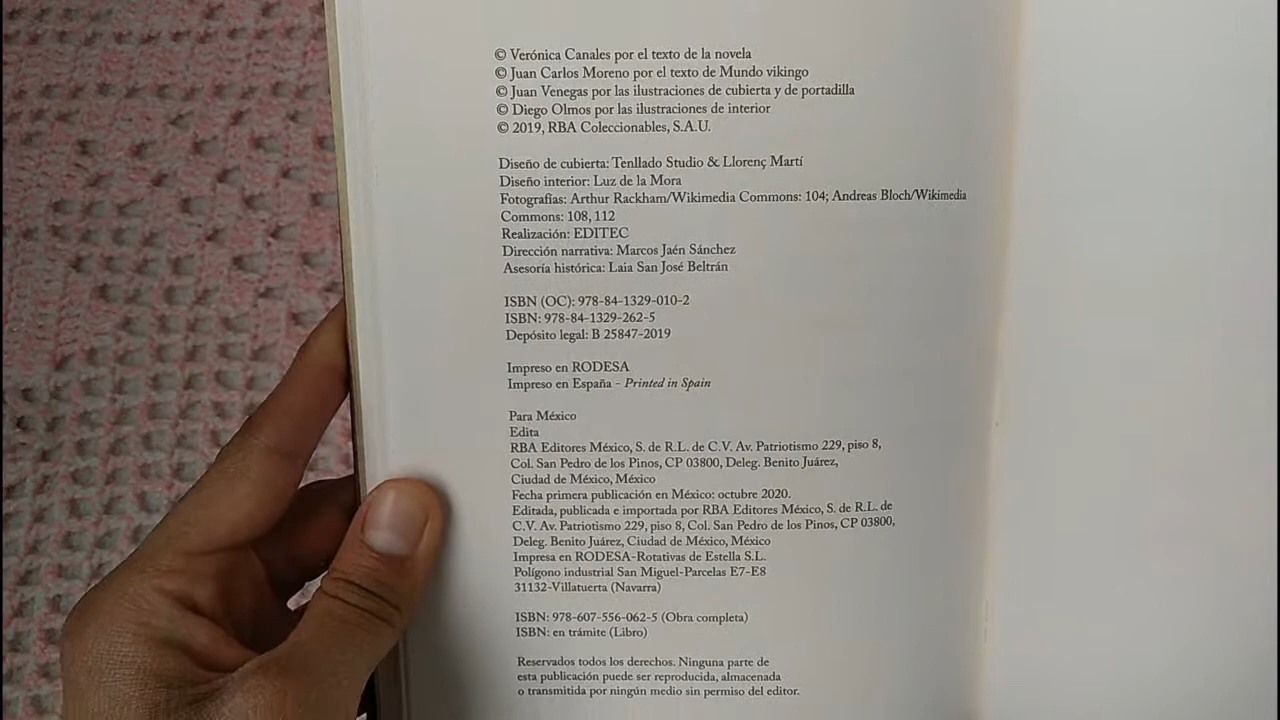 © Verónica Canales por el texto de la novela
© Juan Carlos Moreno por el texto de Mundo vikingo
© Juan Venegas por las ilustraciones de cubierta y de portadilla
© Diego Olmos por las ilustraciones de interior
© 2019, RBA Coleccionables, S.A.U.
Diseño de cubierta: Tenllado Studio & Llorenç Martí
Diseño interior: Luz de la Mora
Fotografías: Arthur Rackham/Wikimedia Commons: 104; Andreas Bloch/Wikimedia
Commons: 108, 112
Realización: EDITEC
Dirección narrativa: Marcos Jaén Sánchez
Asesoría histórica: Laia San José Beltrán
ISBN (OC): 978-84-1329-010-2
ISBN: 978-84-1329-262-5
Depósito legal: B 25847-2019
Impreso en RODESA
Impreso en España - Printed in Spain
Para México
Edita
RBA Editores México, S. de R.L. de C.V. Av. Patriotismo 229, piso 8,
Col. San Pedro de los Pinos, CP 03800, Deleg. Benito Juárez,
Ciudad de México, México
Fecha primera publicación en México: octubre 2020.
Editada, publicada e importada por RBA Editores México, S. de R.L. de
C.V. Av. Patriotismo 229, piso 8, Col. San Pedro de los Pinos, CP 03800,
Deleg. Benito Juárez, Ciudad de México, México
Impresa en RODESA-Rotativas de Estella S.L.
Polígono industrial San Miguel-Parcelas E7-E8
31132-Villatuerta (Navarra)
ISBN: 978-607-556-062-5 (Obra completa)
ISBN: en trámite (Libro)
Reservados todos los derechos. Ninguna parte de
esta publicación puede ser reproducida, almacenada
o transmitida por ningún medio sin permiso del editor.